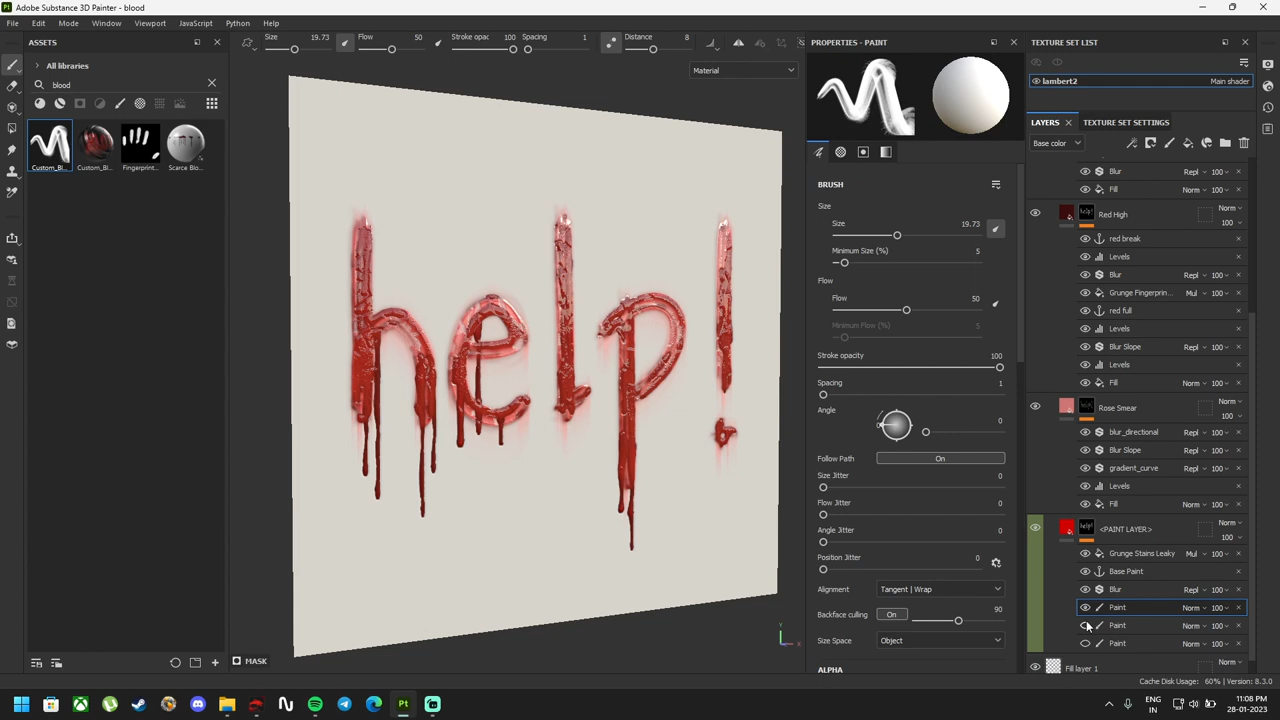 Adobe Substance 3D Painter - blood
File Edit Mode Window Viewport JavaScript Python Help
ASSETS
All libraries
blood
Custom_Bl... Custom_Bl... Fingerprint... Scarce Blo...
Size 19.73 Flow 50 Stroke opac 100 Spacing 1 Distance 8
Material
help!
MASK
PROPERTIES - PAINT
BRUSH
Size
Size 19.73
Minimum Size (%) 5
Flow
Flow 50
Minimum Flow (%) 5
Stroke opacity 100
Spacing 1
Angle 0
Follow Path On
Size Jitter 0
Flow Jitter 0
Angle Jitter 0
Position Jitter 0
Alignment Tangent | Wrap
Backface culling On 90
Size Space Object
ALPHA
TEXTURE SET LIST
lambert2 Main shader
LAYERS TEXTURE SET SETTINGS
Base color
Blur Repl 100
Fill Norm 100
Red High Norm 100
red break
Levels
Blur Repl 100
Grunge Fingerprin... Mul 100
red full
Levels
Blur Slope Repl 100
Levels
Fill Norm 100
Rose Smear Norm 100
blur_directional Repl 100
Blur Slope Repl 100
gradient_curve Repl 100
Levels
Fill Norm 100
<PAINT LAYER> Norm 100
Grunge Stains Leaky Mul 100
Base Paint
Blur Repl 100
Paint Norm 100
Paint Norm 100
Paint Norm 100
Fill layer 1 Norm
Cache Disk Usage: 60% | Version: 8.3.0
ENG IN 11:08 PM 28-01-2023